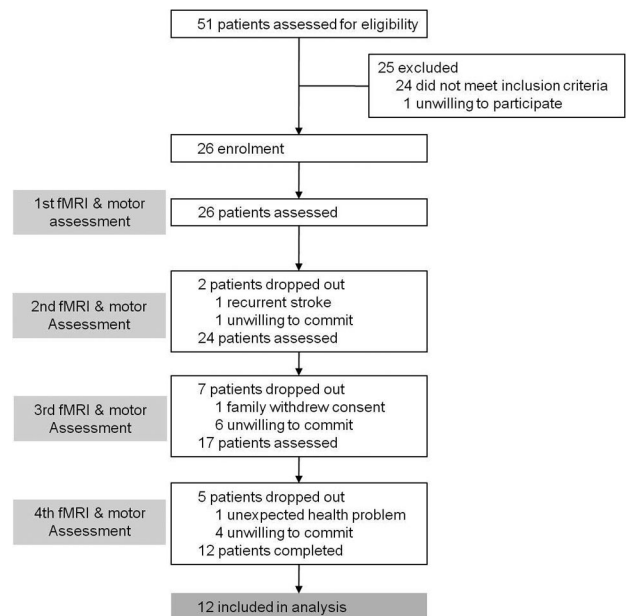 51 patients assessed for eligibility
25 excluded
24 did not meet inclusion criteria
1 unwilling to participate
26 enrolment
1st fMRI & motor
assessment
26 patients assessed
2nd fMRI & motor
Assessment
2 patients dropped out
1 recurrent stroke
1 unwilling to commit
24 patients assessed
3rd fMRI & motor
Assessment
7 patients dropped out
1 family withdrew consent
6 unwilling to commit
17 patients assessed
4th fMRI & motor
Assessment
5 patients dropped out
1 unexpected health problem
4 unwilling to commit
12 patients completed
12 included in analysis